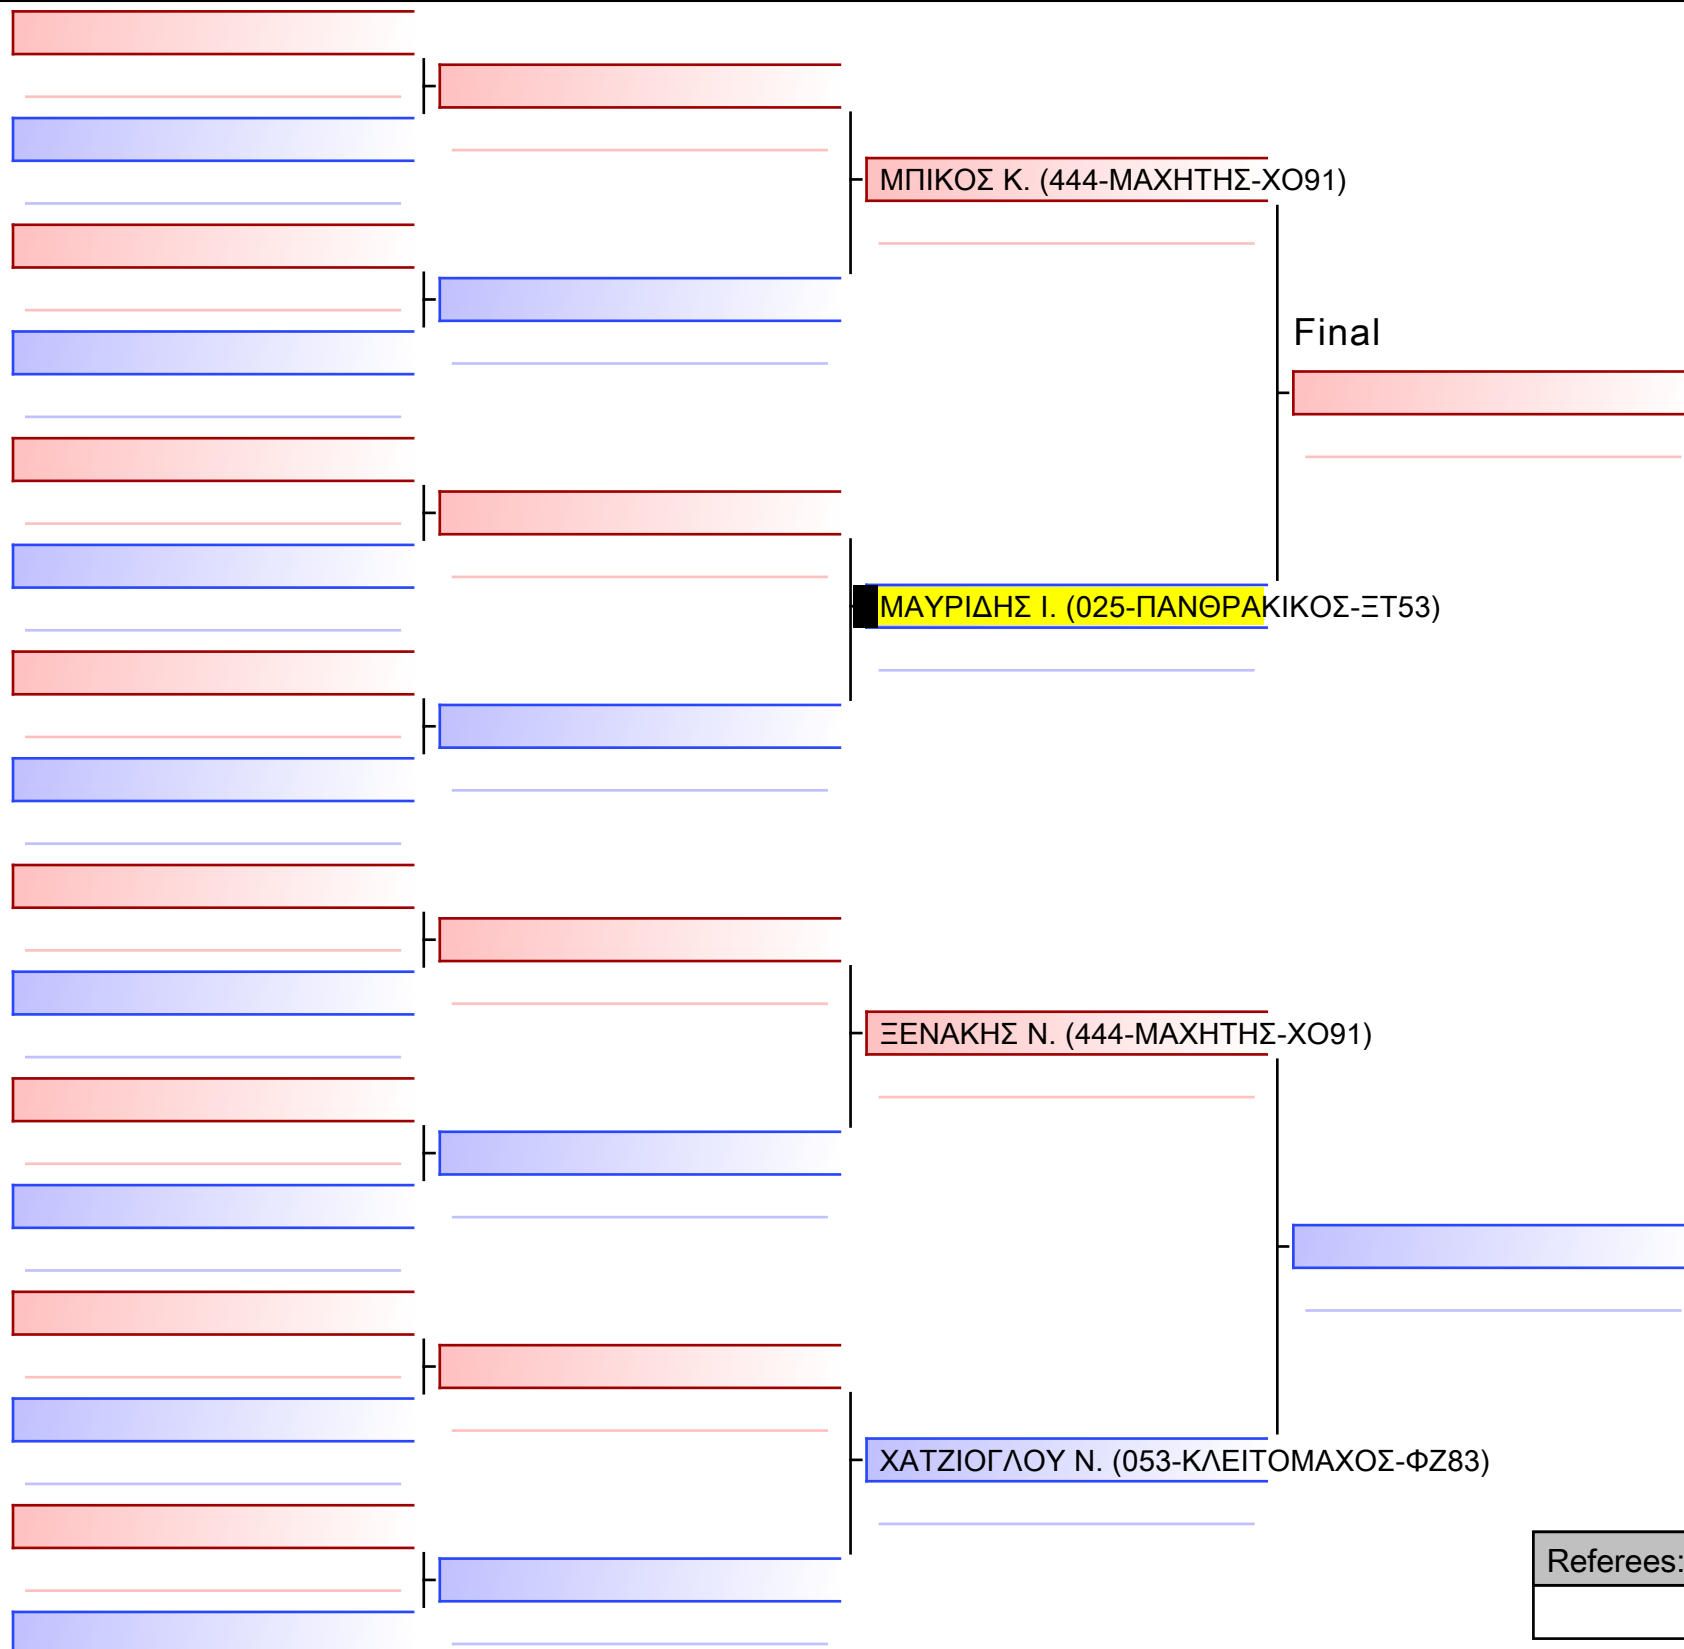 ΜΠΙΚΟΣ Κ. (444-ΜΑΧΗΤΗΣ-ΧΟ91)
Final
ΜΑΥΡΙΔΗΣ Ι. (025-ΠΑΝΘΡΑΚΙΚΟΣ-ΞΤ53)
ΞΕΝΑΚΗΣ Ν. (444-ΜΑΧΗΤΗΣ-ΧΟ91)
ΧΑΤΖΙΟΓΛΟΥ Ν. (053-ΚΛΕΙΤΟΜΑΧΟΣ-ΦΖ83)
Referees: